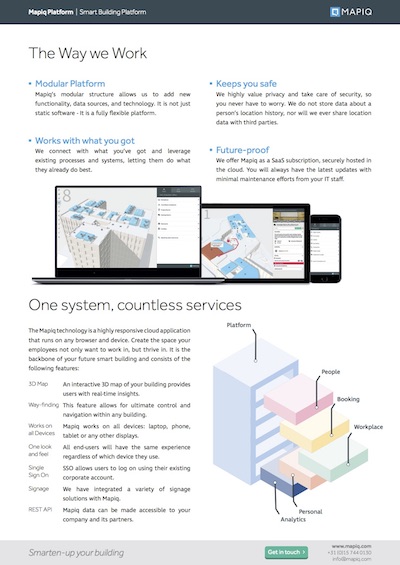 Mapiq Platform | Smart Building Platform
MAPIQ
The Way we Work
• Modular Platform
Mapiq's modular structure allows us to add new
functionality, data sources, and technology. It is not just
static software - it is a fully flexible platform.
• Works with what you got
We connect with what you've got and leverage
existing processes and systems, letting them do what
they already do best.
• Keeps you safe
We highly value privacy and take care of security, so
you never have to worry. We do not store data about a
person's location history, nor will we ever share location
data with third parties.
• Future-proof
We offer Mapiq as a SaaS subscription, securely hosted in
the cloud. You will always have the latest updates with
minimal maintenance efforts from your IT staff.
8
1
One system, countless services
The Mapiq technology is a highly responsive cloud application
that runs on any browser and device. Create the space your
employees not only want to work in, but thrive in. It is the
backbone of your future smart building and consists of the
following features:
3D Map An interactive 3D map of your building provides
users with real-time insights.
Way-finding This feature allows for ultimate control and
navigation within any building.
Works on Mapiq works on all devices: laptop, phone,
all Devices tablet or any other displays.
One look All end-users will have the same experience
and feel regardless of which device they use.
Single SSO allows users to log on using their existing
Sign On corporate account.
Signage We have integrated a variety of signage
solutions with Mapiq.
REST API Mapiq data can be made accessible to your
company and its partners.
Platform
People
Booking
Workplace
Personal
Analytics
Smarten-up your building
Get in touch >
www.mapiq.com
+31 (0)15 744 0130
info@mapiq.com